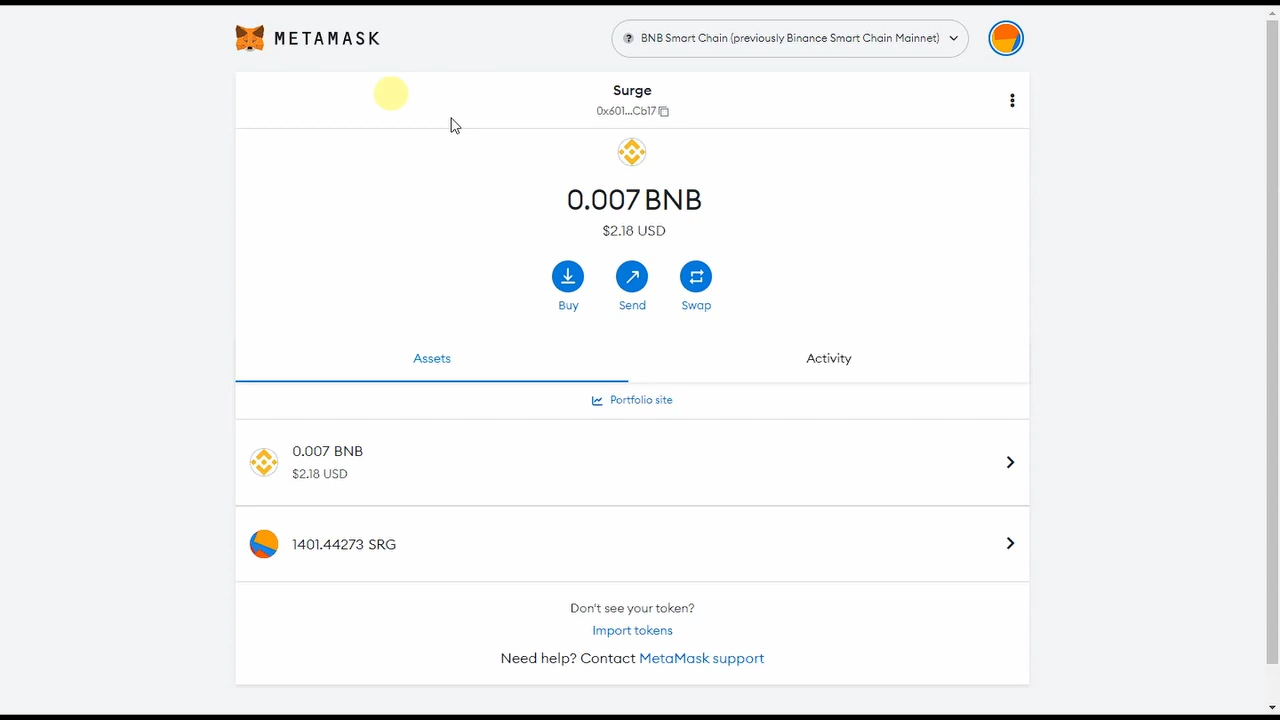 METAMASK
? BNB Smart Chain (previously Binance Smart Chain Mainnet)
Surge
0x601...Cb17
0.007 BNB
$2.18 USD
Buy Send Swap
Assets Activity
Portfolio site
0.007 BNB
$2.18 USD
1401.44273 SRG
Don't see your token?
Import tokens
Need help? Contact MetaMask support